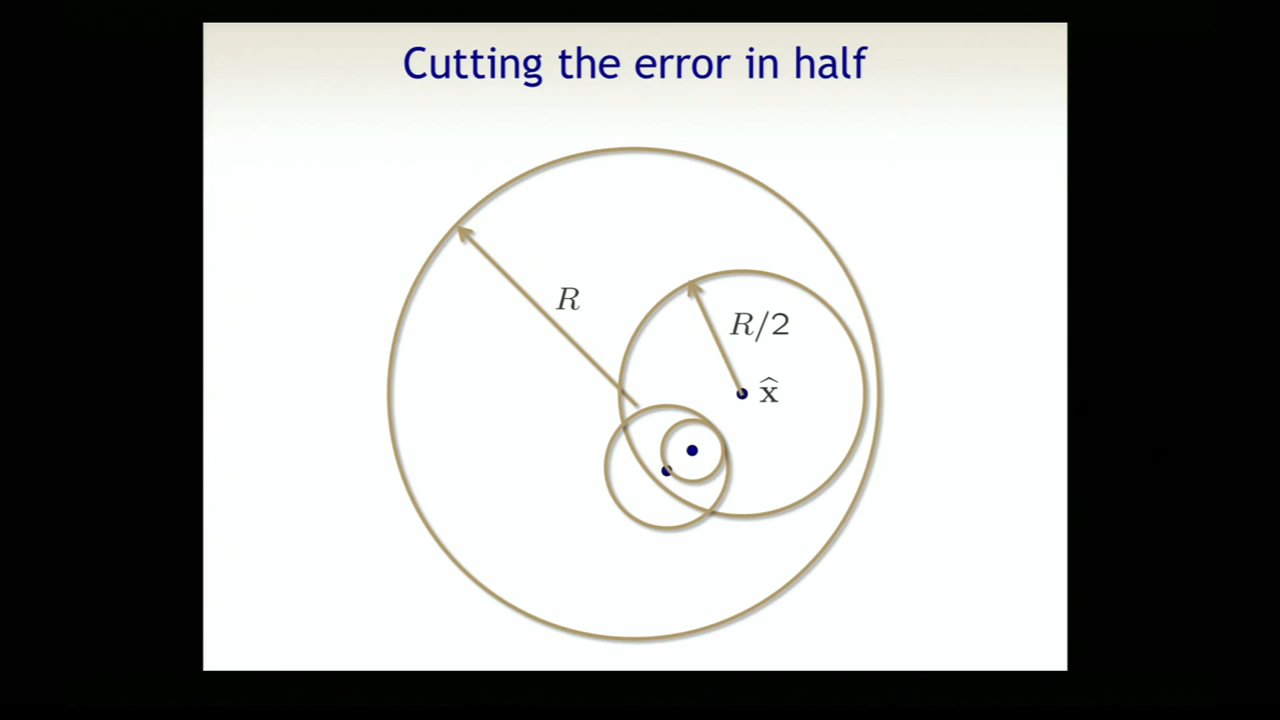 Cutting the error in half
R
R/2
x̂